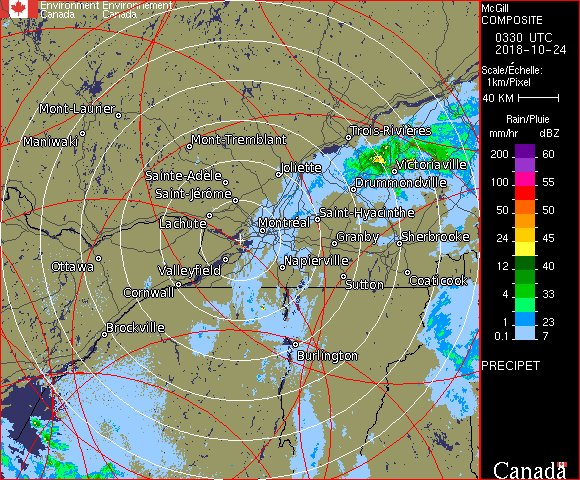 Environment Environnement
Canada Canada
McGill
COMPOSITE
0330 UTC
2018-10-24
Scale/Échelle:
1km/Pixel
40 KM
Rain/Pluie
mm/hr dBZ
200 60
100 55
50 50
24 45
12 40
4 33
1 23
0.1 7
PRECIPET
Canada
Mont-Laurier
Maniwaki
Mont-Tremblant
Trois-Rivières
Joliette
Victoriaville
Sainte-Adèle
Drummondville
Saint-Jérôme
Lachute
Montréal
Saint-Hyacinthe
Granby
Sherbrooke
Ottawa
Valleyfield
Napierville
Cornwall
Sutton
Coaticook
Brockville
Burlington